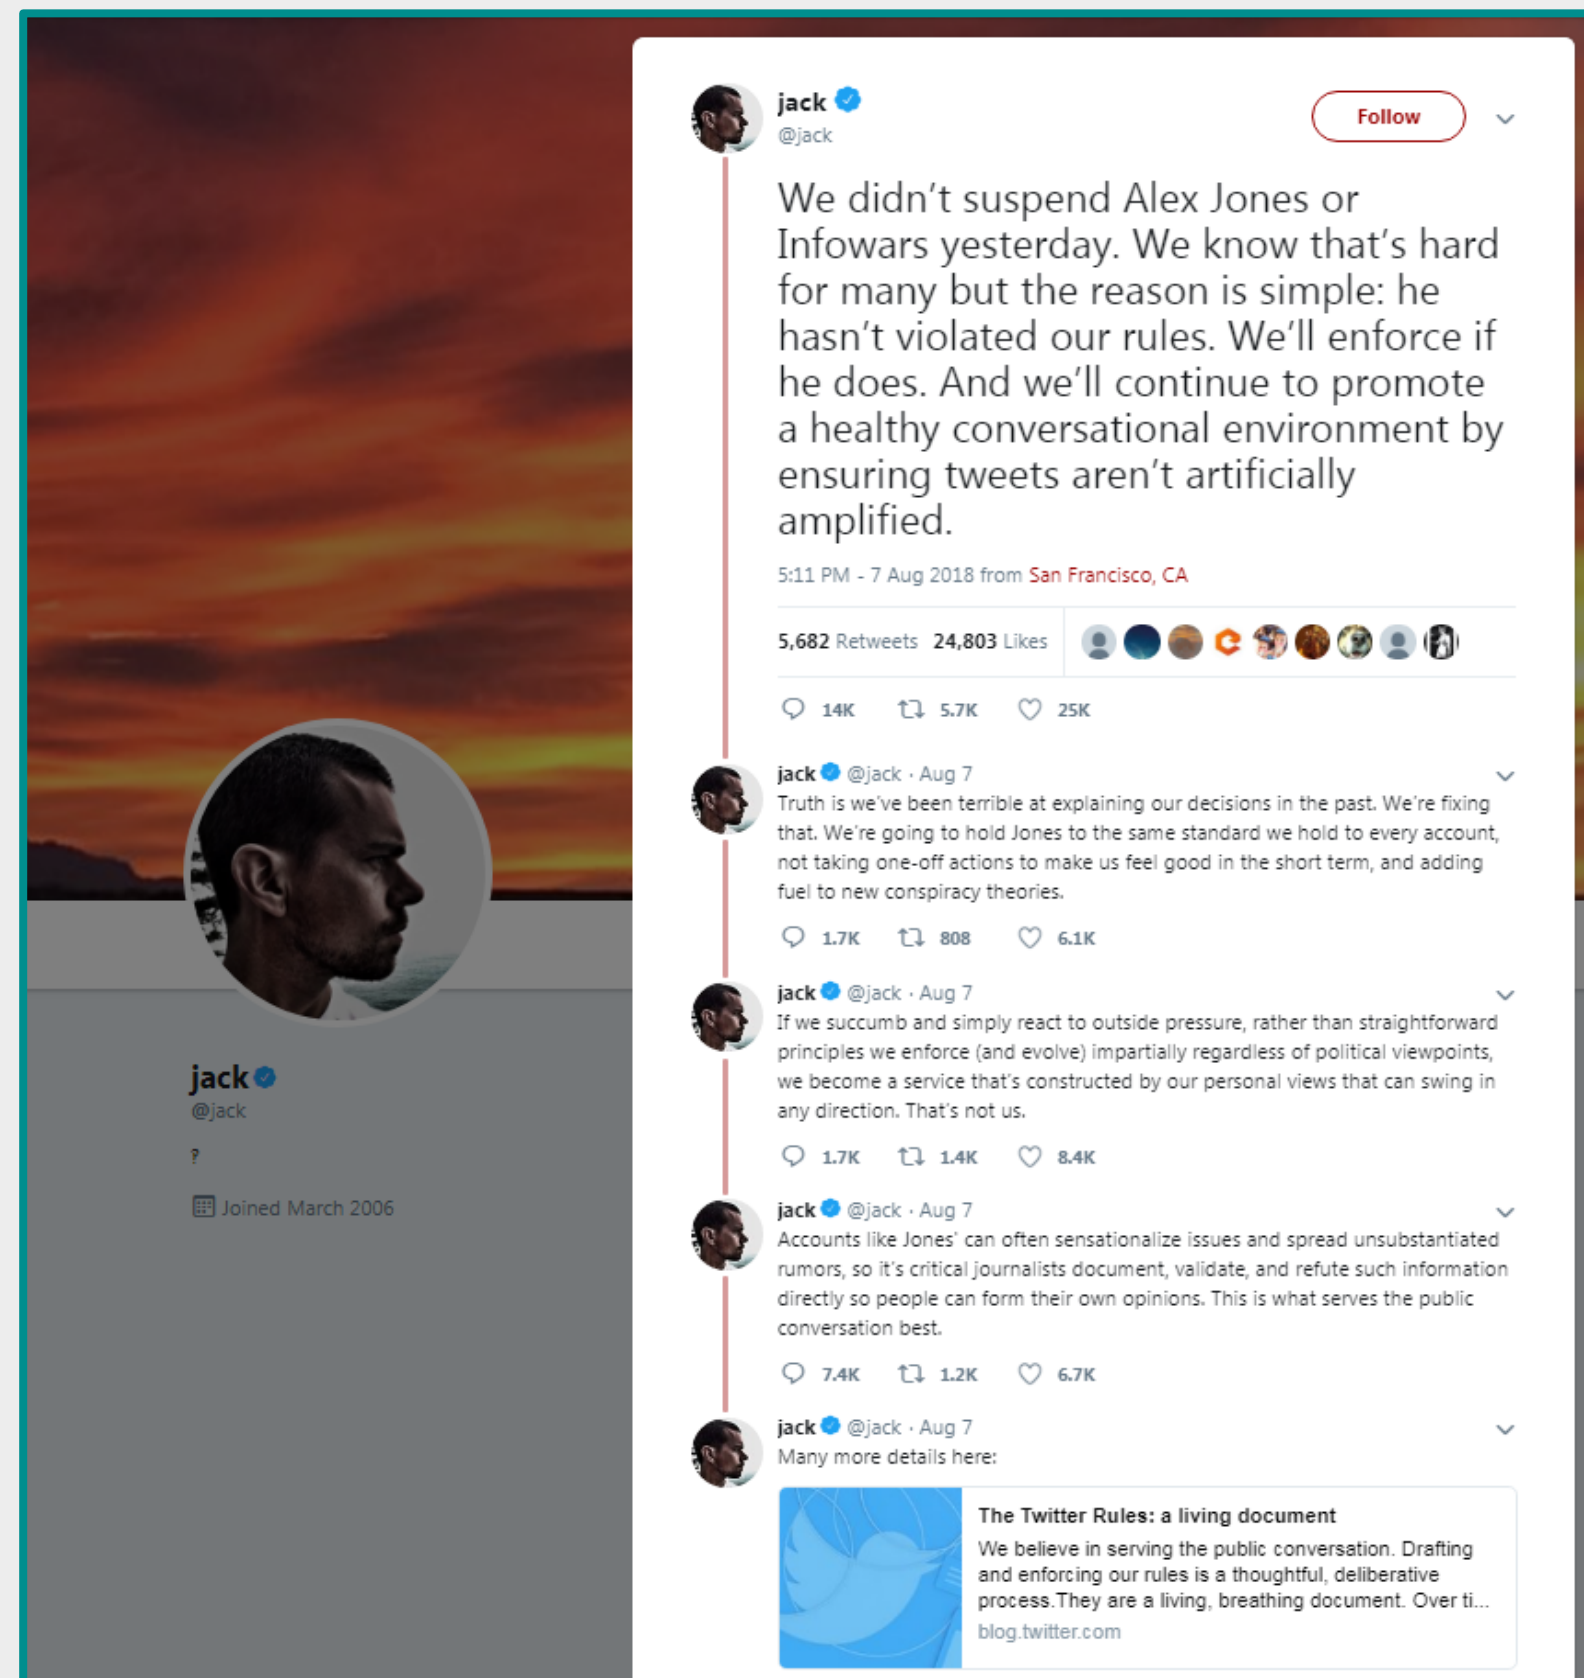 jack
@jack
Follow
We didn't suspend Alex Jones or
Infowars yesterday. We know that's hard
for many but the reason is simple: he
hasn't violated our rules. We'll enforce if
he does. And we'll continue to promote
a healthy conversational environment by
ensuring tweets aren't artificially
amplified.
5:11 PM - 7 Aug 2018 from San Francisco, CA
5,682 Retweets 24,803 Likes
14K 5.7K 25K
jack @jack · Aug 7
Truth is we've been terrible at explaining our decisions in the past. We're fixing
that. We're going to hold Jones to the same standard we hold to every account,
not taking one-off actions to make us feel good in the short term, and adding
fuel to new conspiracy theories.
1.7K 808 6.1K
jack @jack · Aug 7
If we succumb and simply react to outside pressure, rather than straightforward
principles we enforce (and evolve) impartially regardless of political viewpoints,
we become a service that's constructed by our personal views that can swing in
any direction. That's not us.
1.7K 1.4K 8.4K
jack @jack · Aug 7
Accounts like Jones' can often sensationalize issues and spread unsubstantiated
rumors, so it's critical journalists document, validate, and refute such information
directly so people can form their own opinions. This is what serves the public
conversation best.
7.4K 1.2K 6.7K
jack @jack · Aug 7
Many more details here:
The Twitter Rules: a living document
We believe in serving the public conversation. Drafting
and enforcing our rules is a thoughtful, deliberative
process.They are a living, breathing document. Over ti...
blog.twitter.com
jack
@jack
?
Joined March 2006